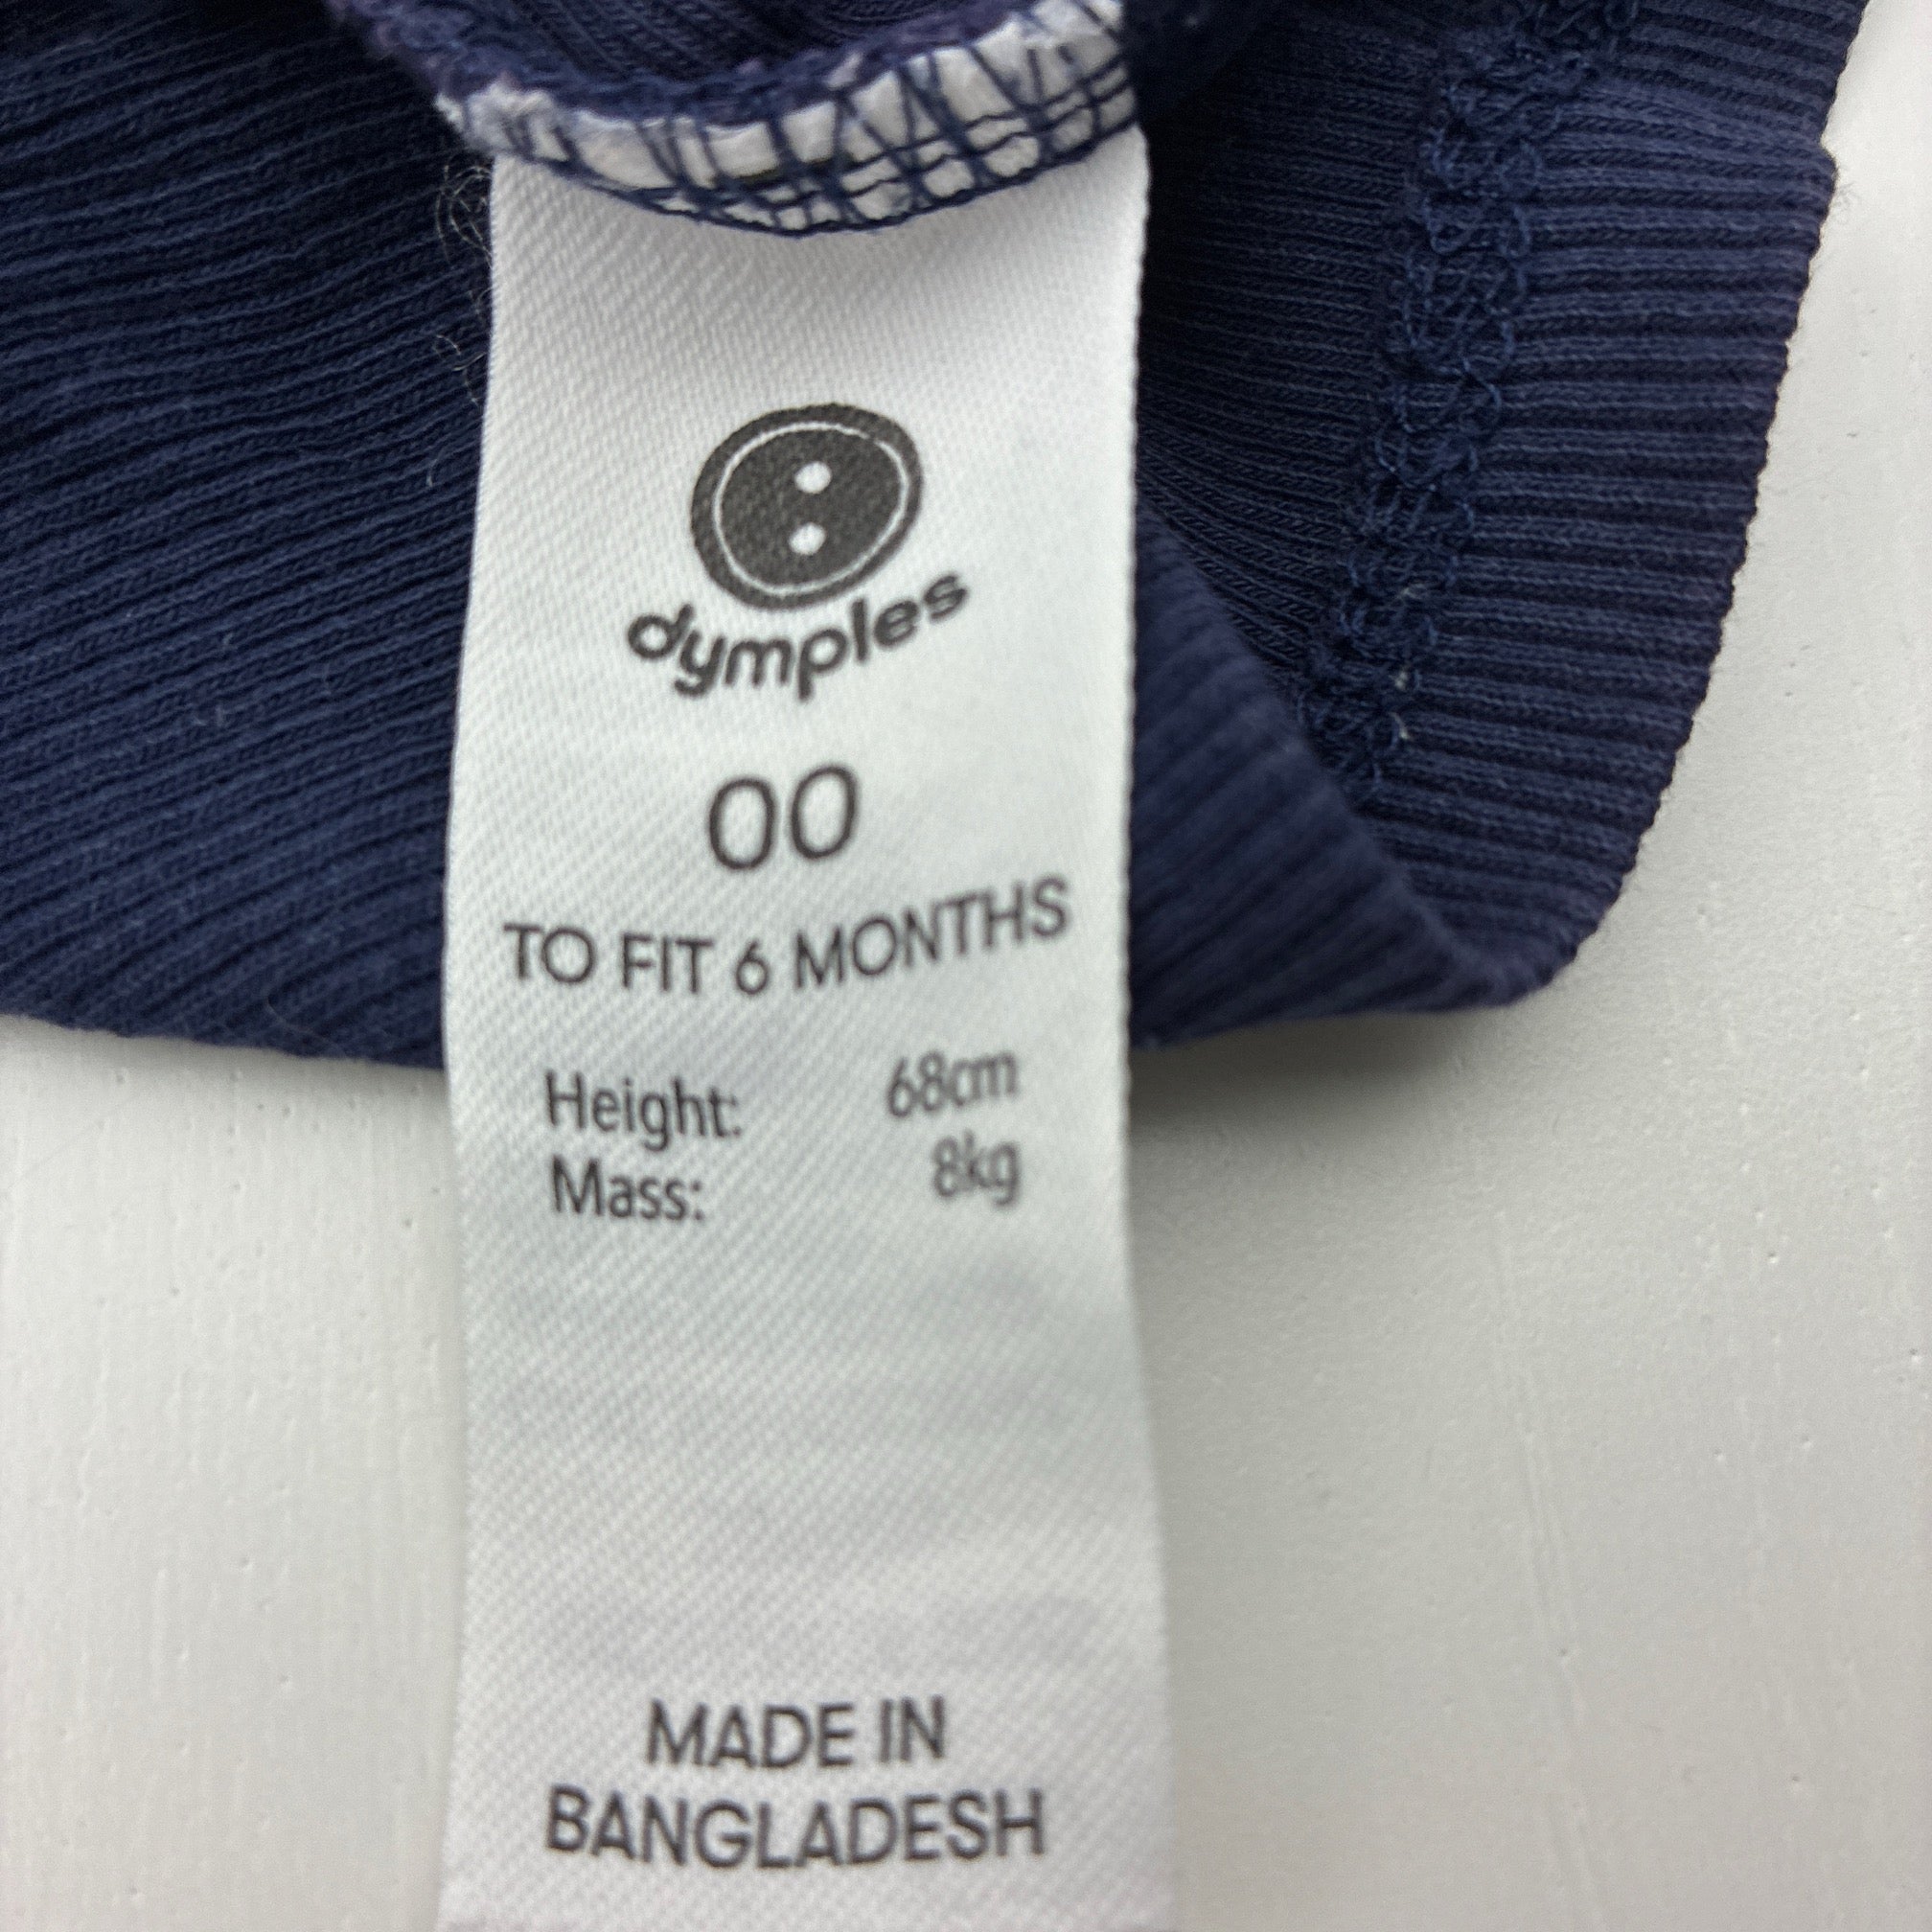 dymples
00
TO FIT 6 MONTHS
Height: 68cm
Mass: 8kg
MADE IN
BANGLADESH